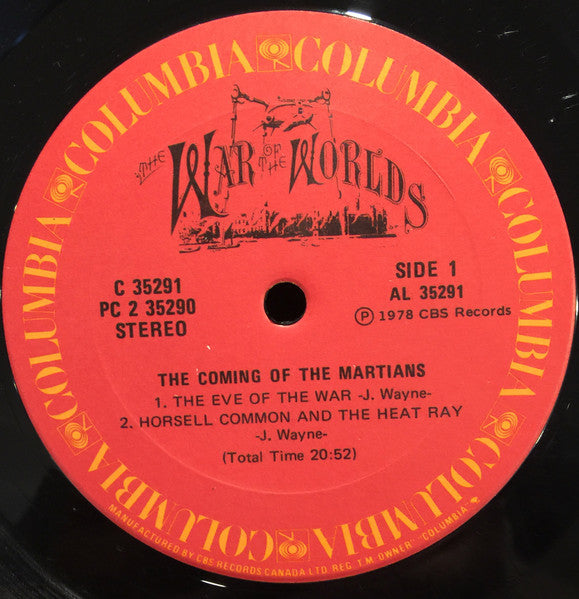 COLUMBIA COLUMBIA COLUMBIA COLUMBIA COLUMBIA COLUMBIA COLUMBIA COLUMBIA
THE WAR OF THE WORLDS
C 35291
PC 2 35290
STEREO
SIDE 1
AL 35291
Ⓟ 1978 CBS Records
THE COMING OF THE MARTIANS
1. THE EVE OF THE WAR -J. Wayne-
2. HORSELL COMMON AND THE HEAT RAY
-J. Wayne-
(Total Time 20:52)
MANUFACTURED BY CBS RECORDS CANADA LTD. REG. T.M. OWNER "COLUMBIA."